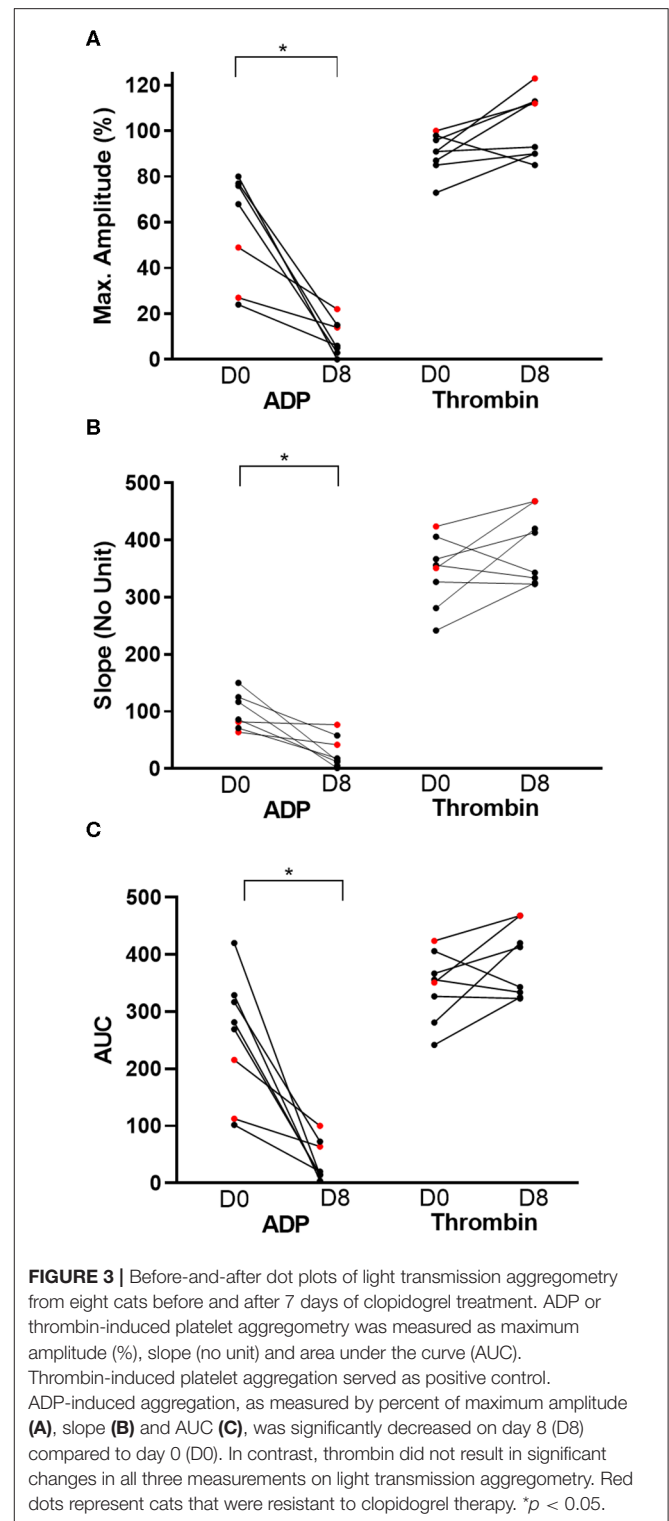 A
*
Max. Amplitude (%)
120
100
80
60
40
20
0
D0 D8 D0 D8
ADP Thrombin
B
*
Slope (No Unit)
500
400
300
200
100
0
D0 D8 D0 D8
ADP Thrombin
C
*
AUC
500
400
300
200
100
0
D0 D8 D0 D8
ADP Thrombin
FIGURE 3 | Before-and-after dot plots of light transmission aggregometry
from eight cats before and after 7 days of clopidogrel treatment. ADP or
thrombin-induced platelet aggregometry was measured as maximum
amplitude (%), slope (no unit) and area under the curve (AUC).
Thrombin-induced platelet aggregation served as positive control.
ADP-induced aggregation, as measured by percent of maximum amplitude
(A), slope (B) and AUC (C), was significantly decreased on day 8 (D8)
compared to day 0 (D0). In contrast, thrombin did not result in significant
changes in all three measurements on light transmission aggregometry. Red
dots represent cats that were resistant to clopidogrel therapy. *p < 0.05.